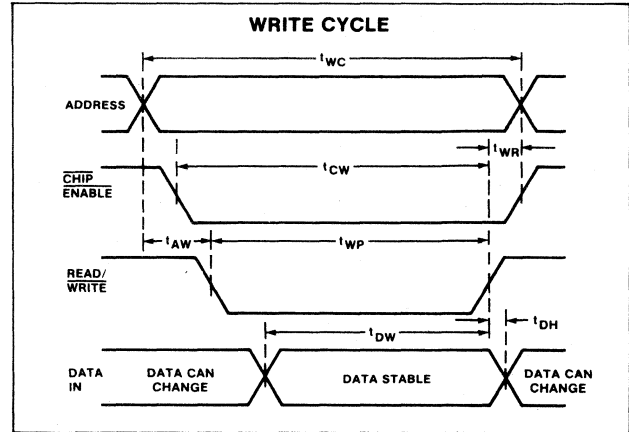 WRITE CYCLE
tWC
ADDRESS
tWR
tCW
CHIP
ENABLE
tAW
tWP
READ/
WRITE
tDW
tDH
DATA
IN
DATA CAN
CHANGE
DATA STABLE
DATA CAN
CHANGE